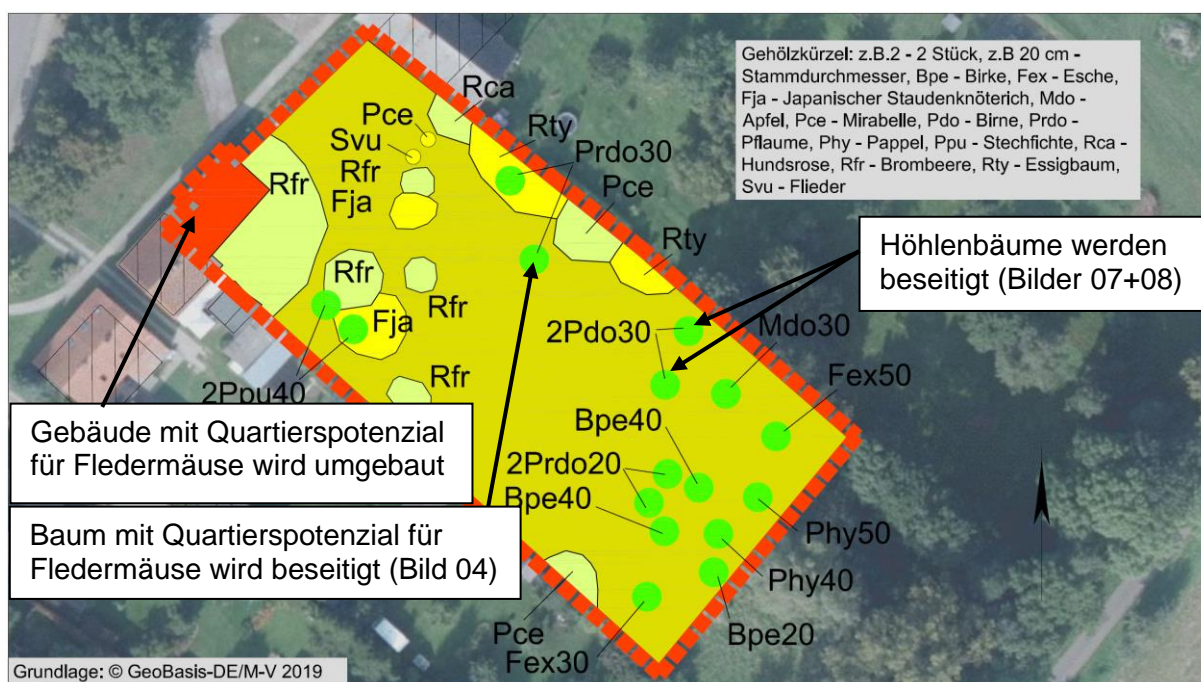 Gehölzkürzel: z.B.2 - 2 Stück, z.B 20 cm -
Stammdurchmesser, Bpe - Birke, Fex - Esche,
Fja - Japanischer Staudenknöterich, Mdo -
Apfel, Pce - Mirabelle, Pdo - Birne, Prdo -
Pflaume, Phy - Pappel, Ppu - Stechfichte, Rca -
Hundsrose, Rfr - Brombeere, Rty - Essigbaum,
Svu - Flieder
Rca
Pce
Rty
Svu
Prdo30
Rfr
Rfr
Pce
Fja
Rty
Höhlenbäume werden
beseitigt (Bilder 07+08)
Rfr
Rfr
Fja
2Pdo30
Mdo30
Rfr
Fex50
2Ppu40
Gebäude mit Quartierspotenzial
für Fledermäuse wird umgebaut
Bpe40
2Prdo20
Bpe40
Baum mit Quartierspotenzial für
Fledermäuse wird beseitigt (Bild 04)
Phy50
Phy40
Pce
Bpe20
Fex30
Grundlage: © GeoBasis-DE/M-V 2019